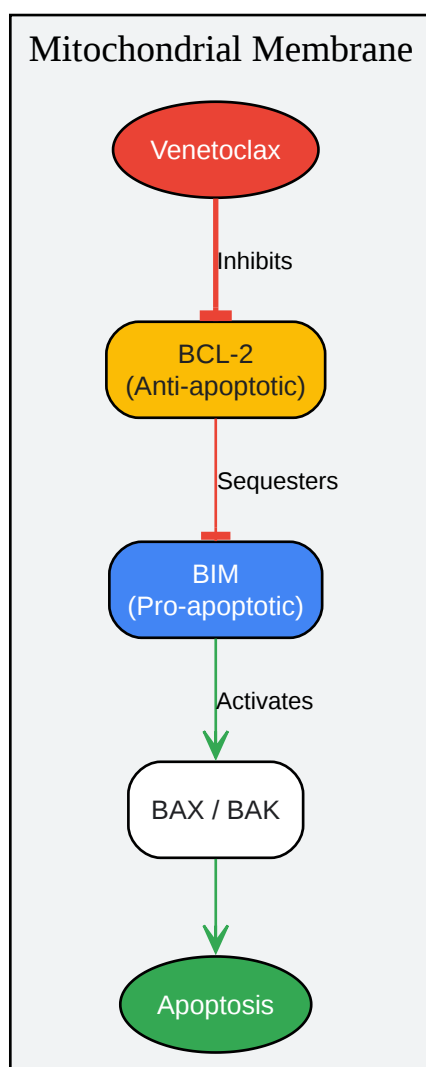 Mitochondrial Membrane
Venetoclax
Inhibits
BCL-2
(Anti-apoptotic)
Sequesters
BIM
(Pro-apoptotic)
Activates
BAX / BAK
Apoptosis